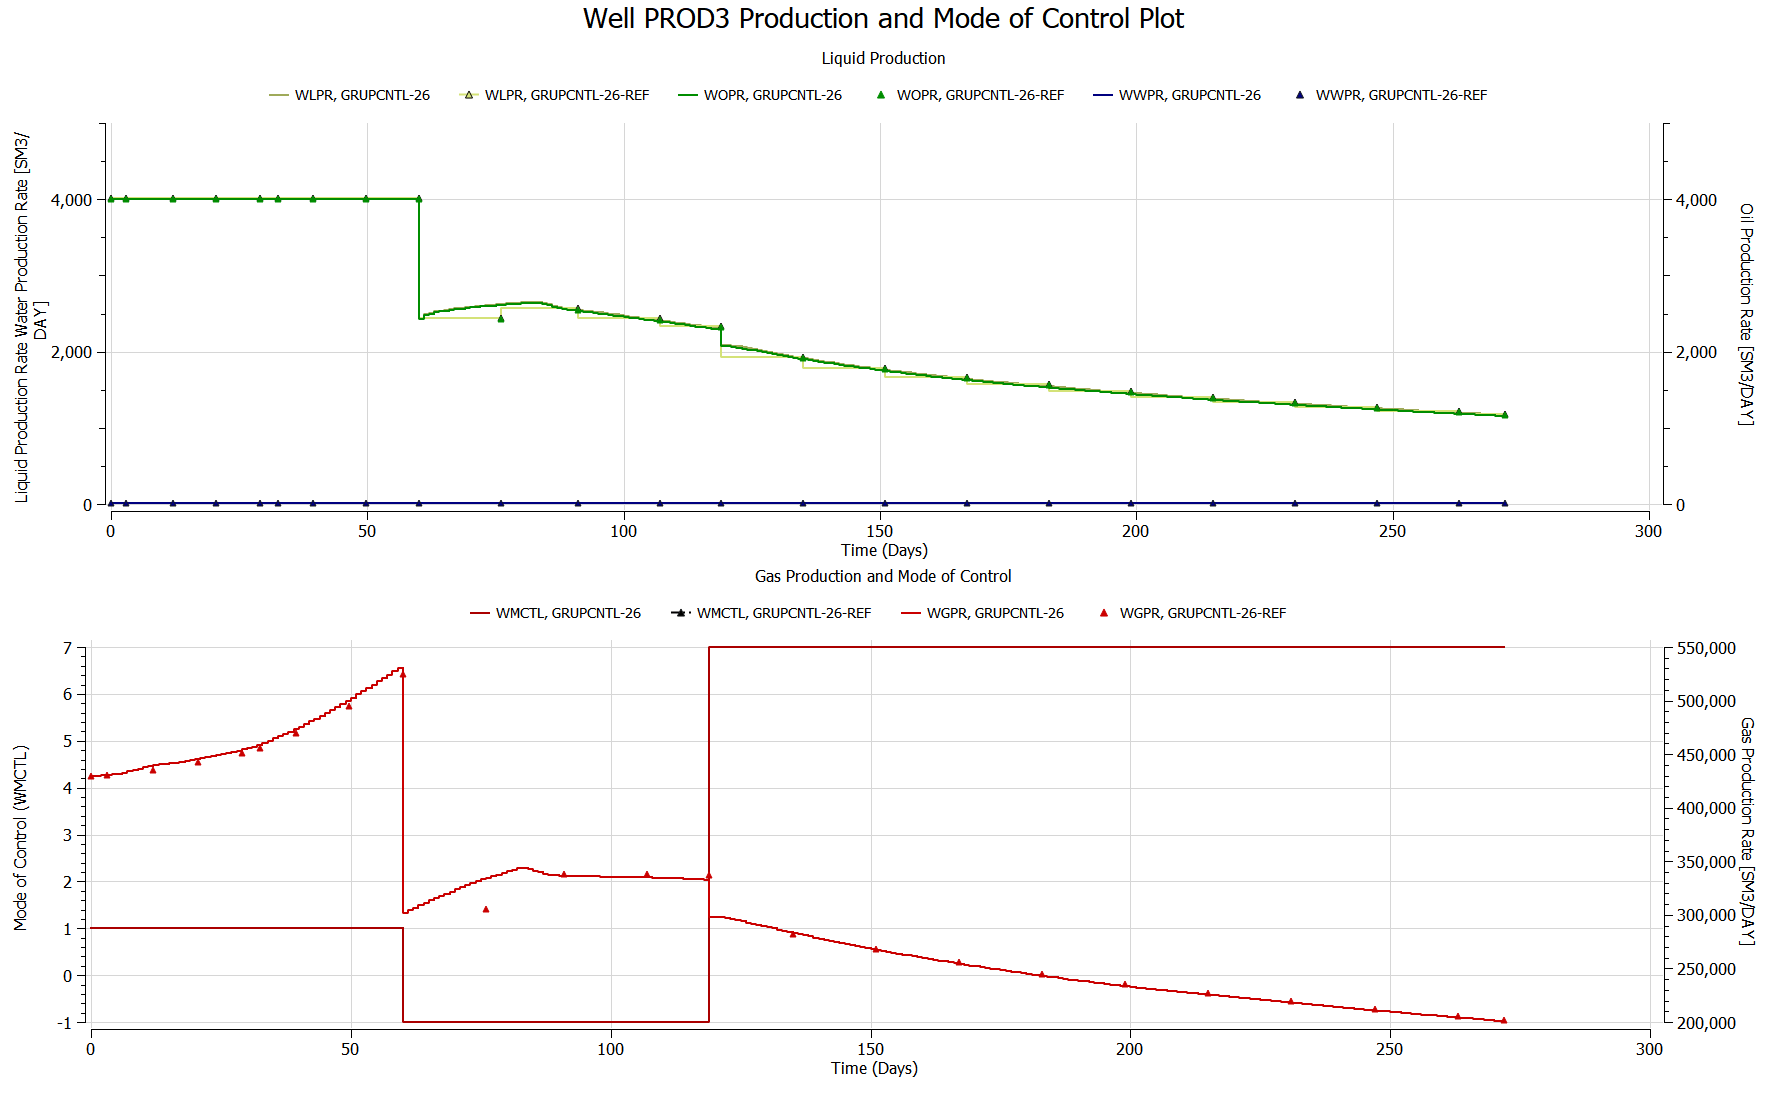 Well PROD3 Production and Mode of Control Plot
Liquid Production
WLPR, GRUPCNTL-26 WLPR, GRUPCNTL-26-REF WOPR, GRUPCNTL-26 WOPR, GRUPCNTL-26-REF WWPR, GRUPCNTL-26 WWPR, GRUPCNTL-26-REF
Liquid Production Rate Water Production Rate [SM3/
DAY]
4,000
2,000
0
4,000
2,000
0
Oil Production Rate [SM3/DAY]
0 50 100 150 200 250 300
Time (Days)
Gas Production and Mode of Control
WMCTL, GRUPCNTL-26 WMCTL, GRUPCNTL-26-REF WGPR, GRUPCNTL-26 WGPR, GRUPCNTL-26-REF
Mode of Control (WMCTL)
7
6
5
4
3
2
1
0
-1
550,000
500,000
450,000
400,000
350,000
300,000
250,000
200,000
Gas Production Rate [SM3/DAY]
0 50 100 150 200 250 300
Time (Days)